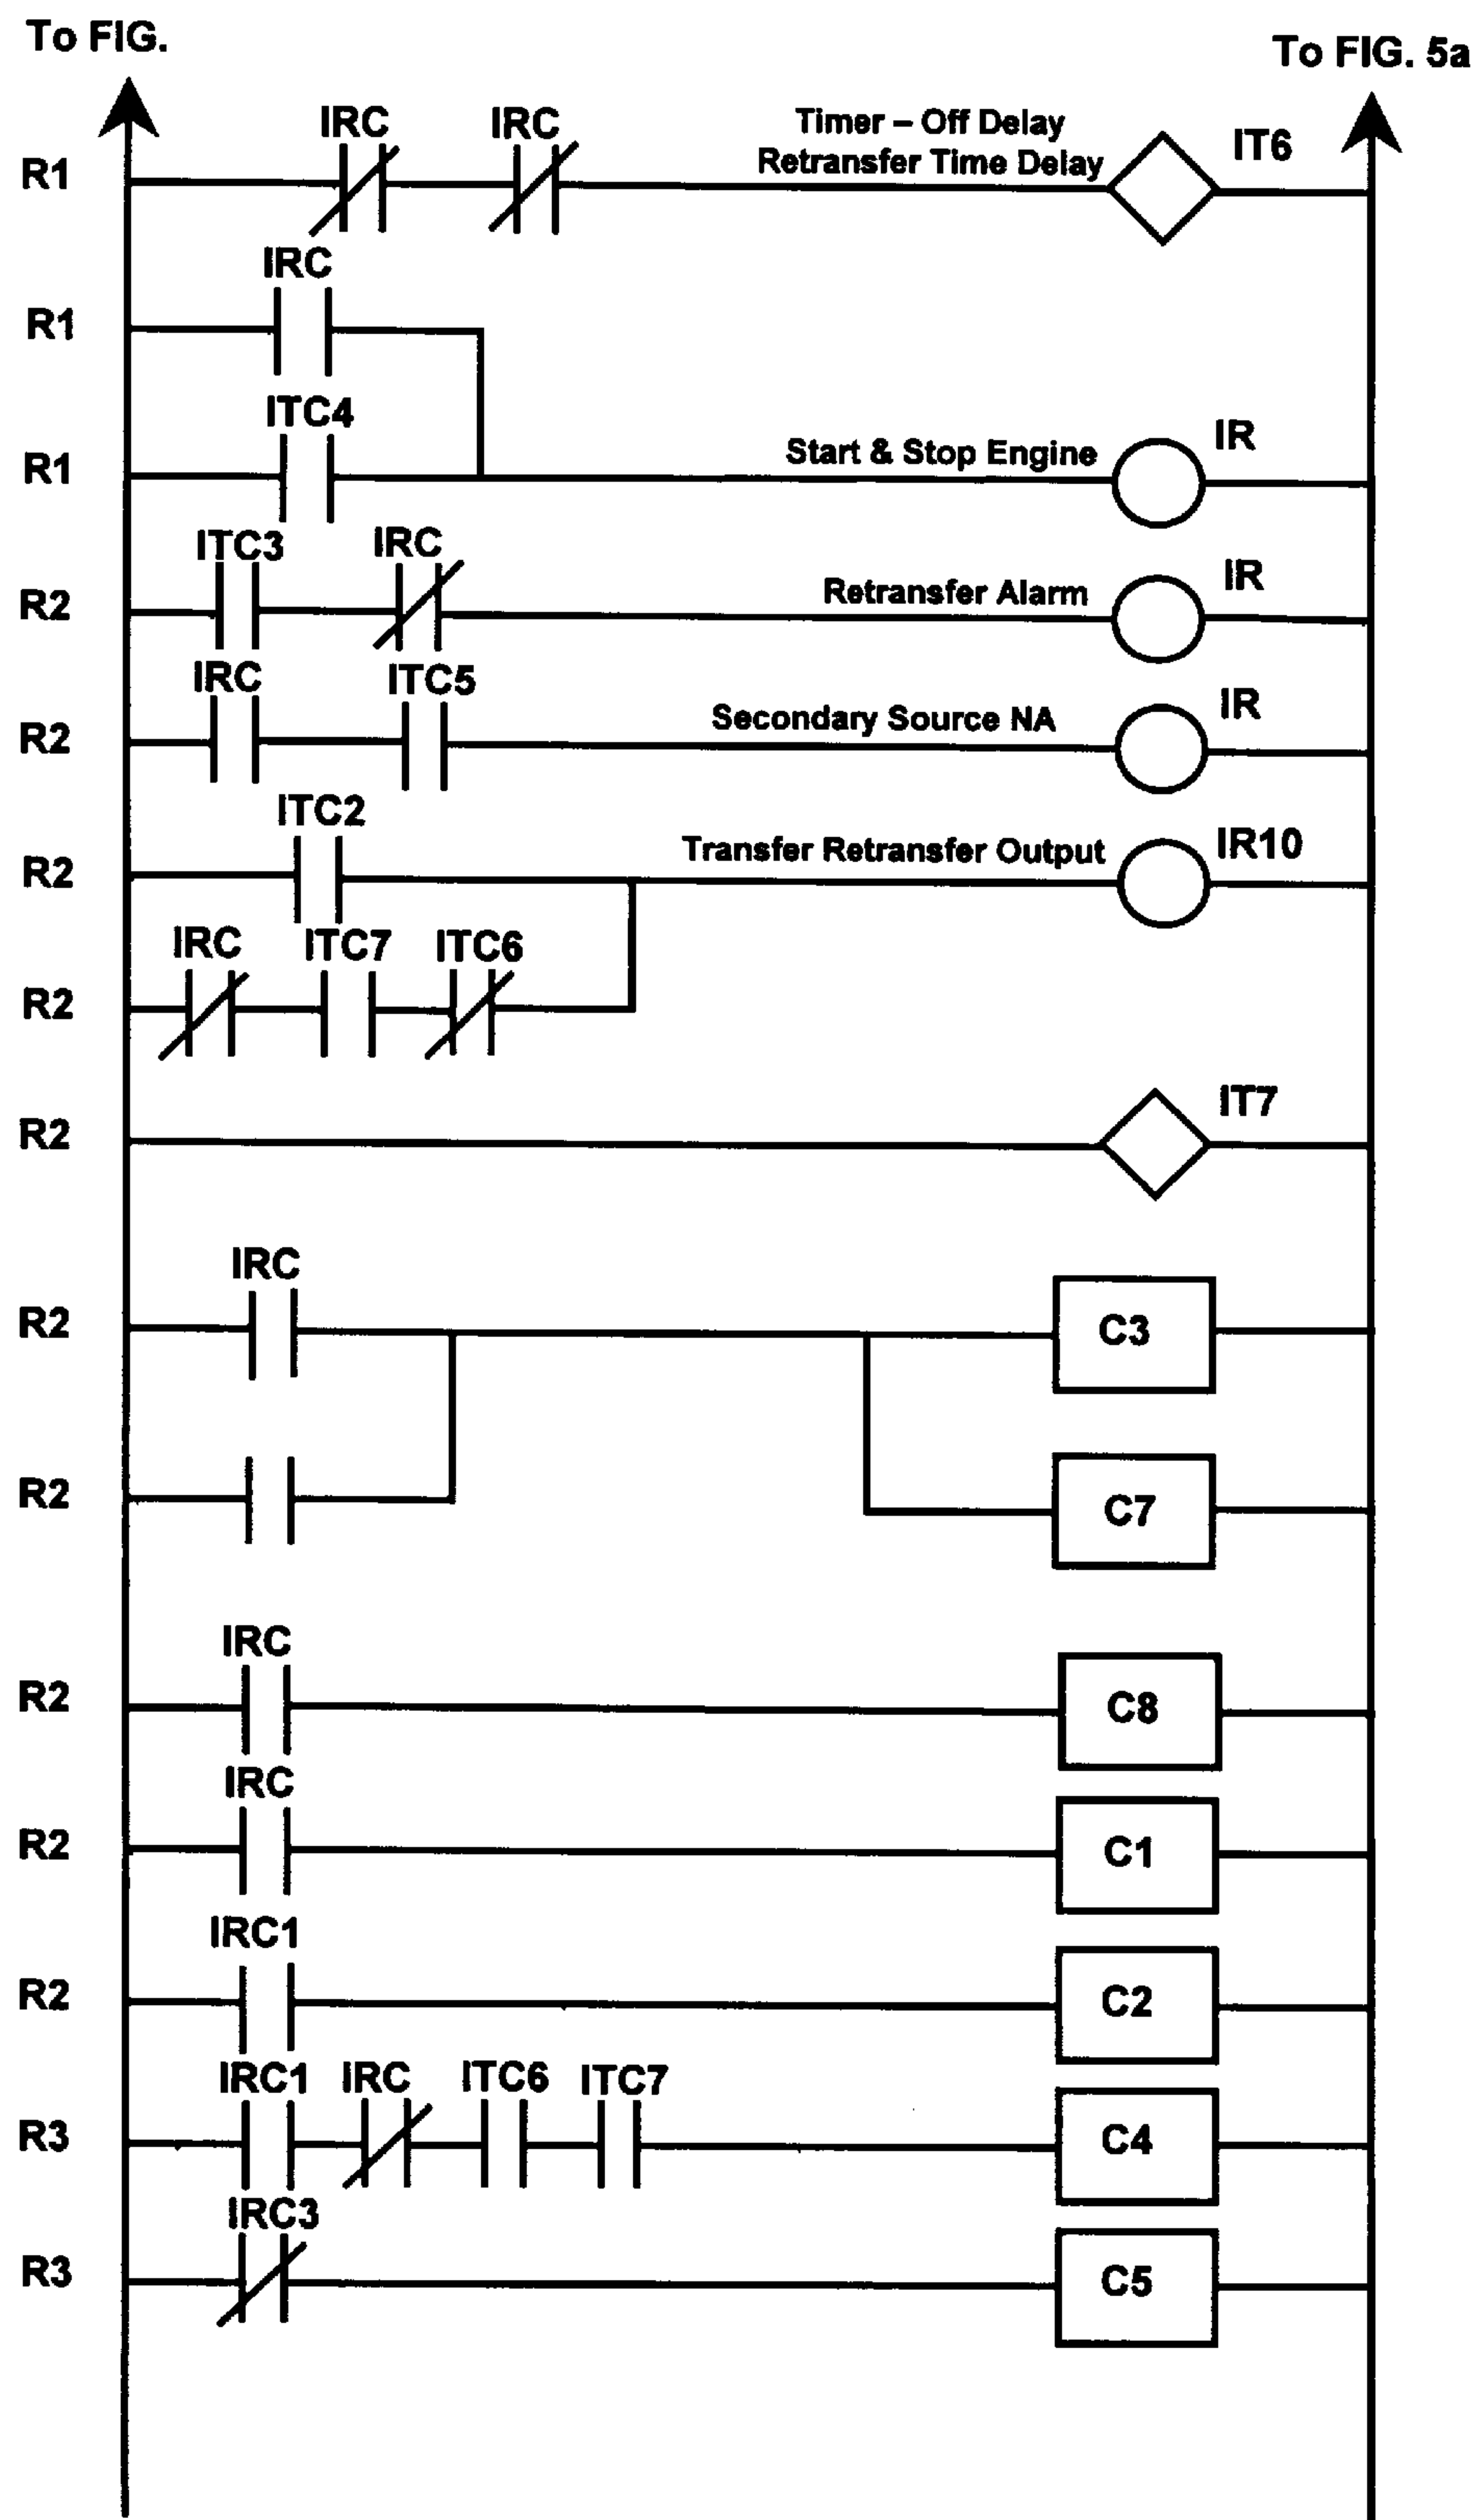 To FIG.
To FIG. 5a
IRC IRC Timer – Off Delay
R1 Retransfer Time Delay IT6
IRC
R1
ITC4
R1 Start & Stop Engine IR
ITC3 IRC
R2 Retransfer Alarm IR
IRC ITC5
R2 Secondary Source NA IR
ITC2
R2 Transfer Retransfer Output IR10
IRC ITC7 ITC6
R2
R2 IT7
IRC
R2 C3
R2 C7
IRC
R2 C8
IRC
R2 C1
IRC1
R2 C2
IRC1 IRC ITC6 ITC7
R3 C4
IRC3
R3 C5